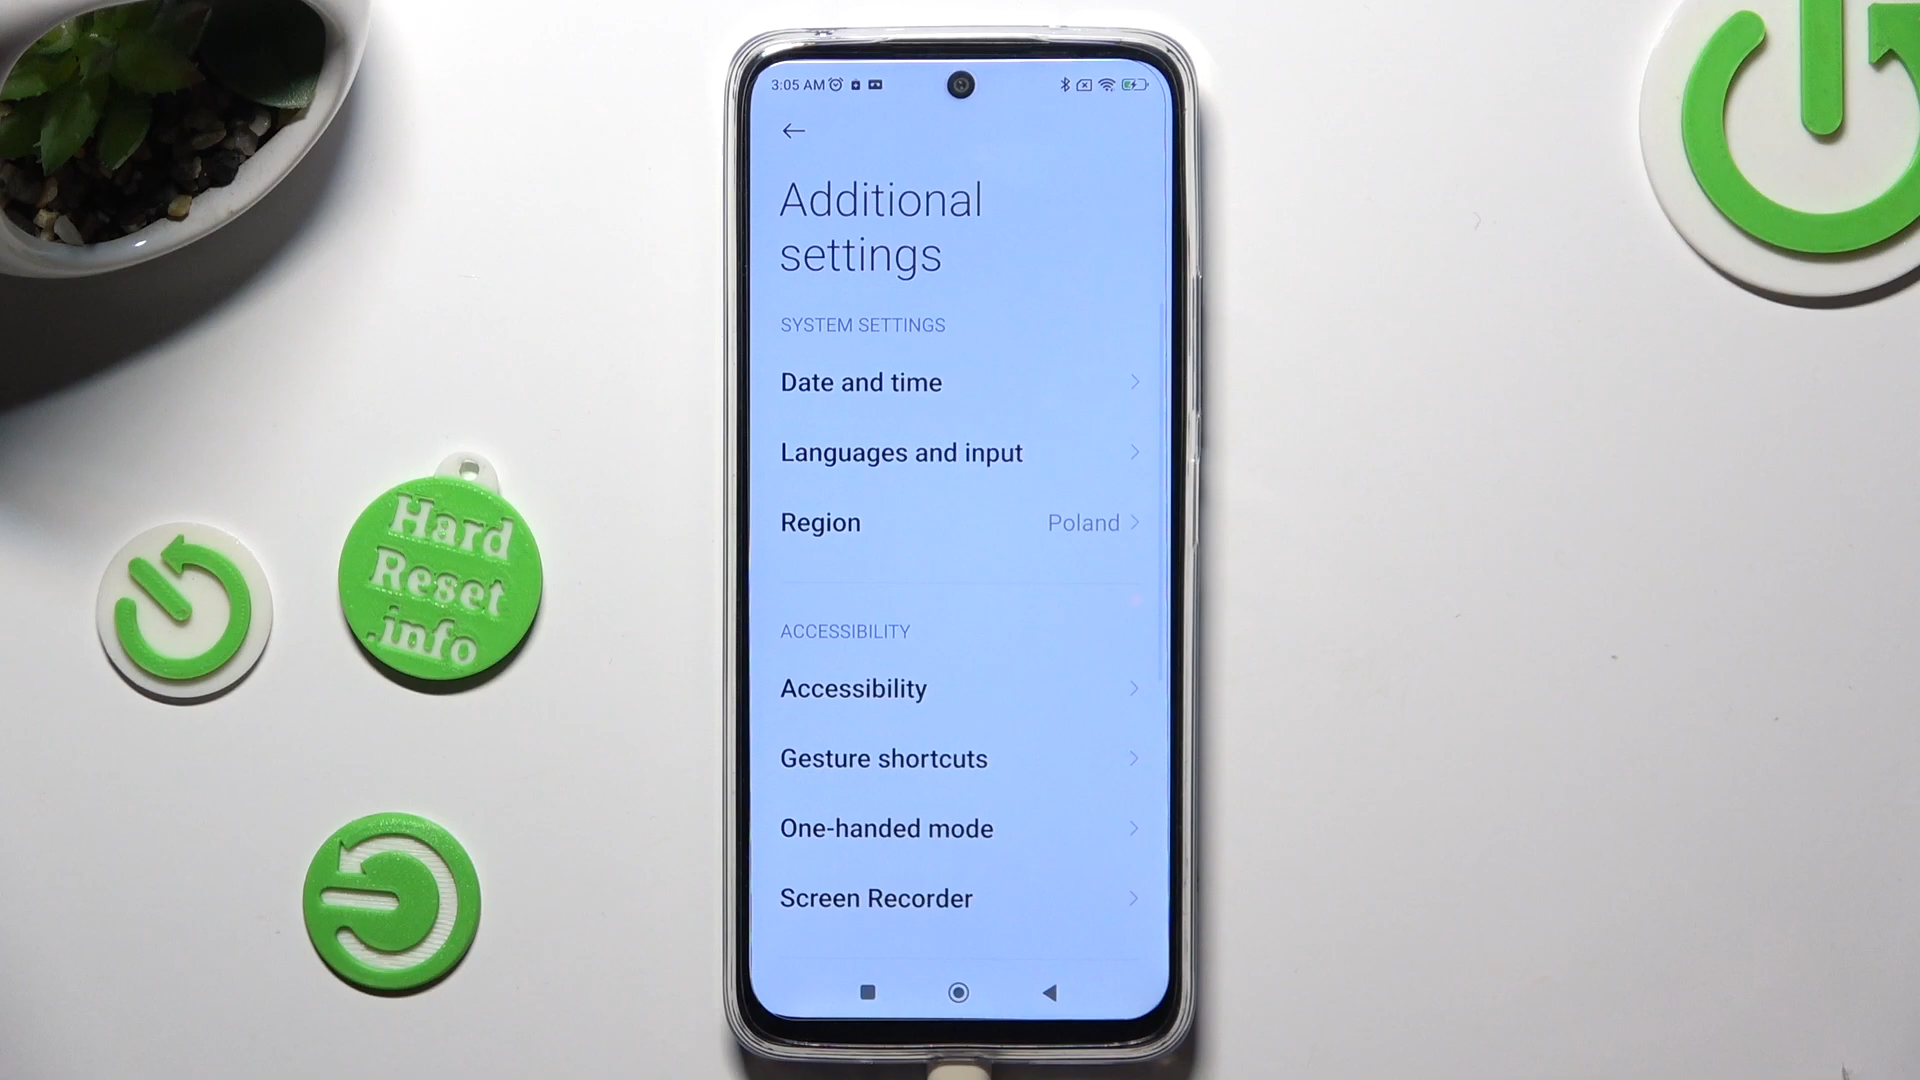 3:05 AM
Additional
settings
SYSTEM SETTINGS
Date and time
Languages and input
Region Poland
ACCESSIBILITY
Accessibility
Gesture shortcuts
One-handed mode
Screen Recorder
Hard
Reset
.info